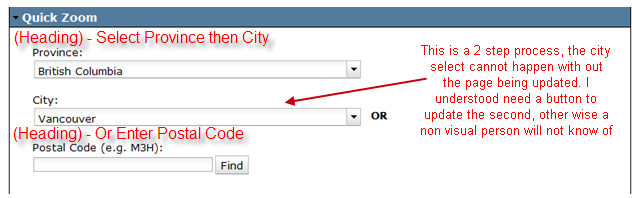 Quick Zoom
(Heading) - Select Province then City
Province:
British Columbia
City:
Vancouver
OR
(Heading) - Or Enter Postal Code
Postal Code (e.g. M3H):
Find
This is a 2 step process, the city
select cannot happen with out
the page being updated. I
understood need a button to
update the second, other wise a
non visual person will not know of